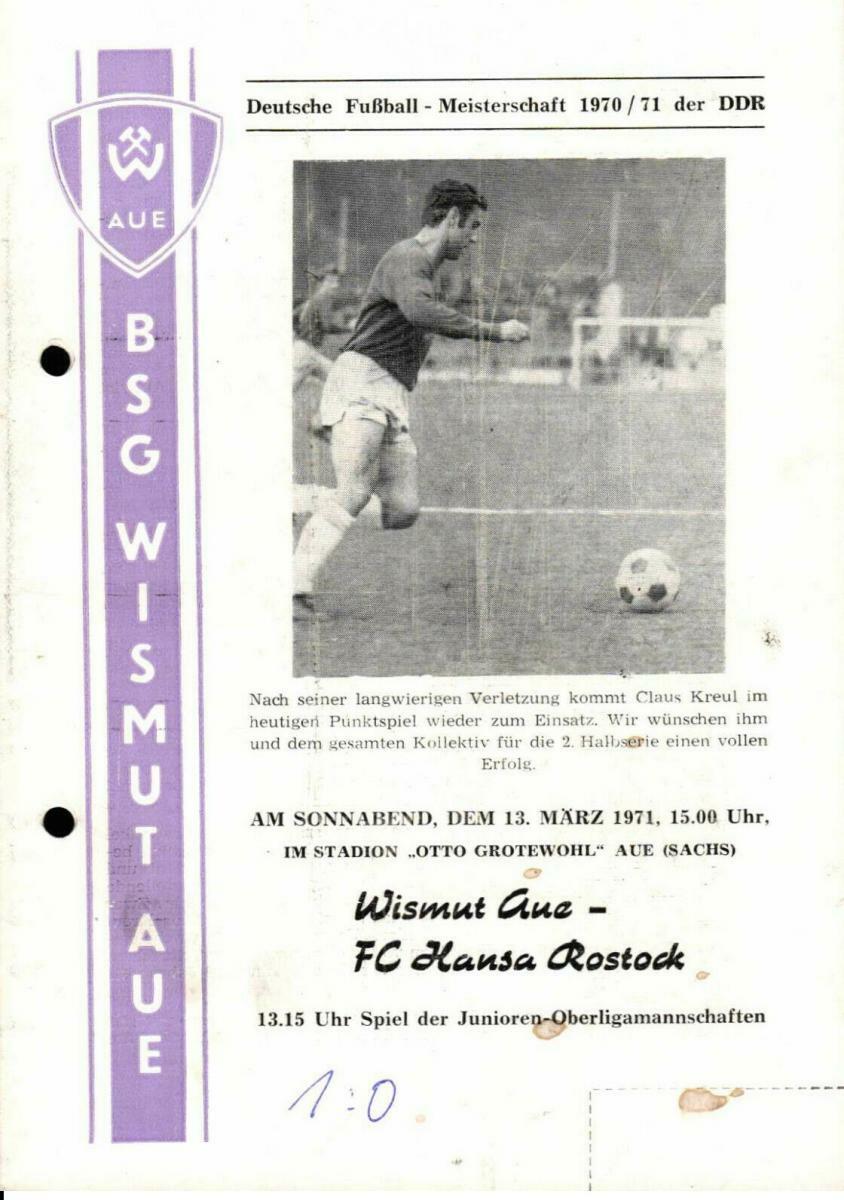 W
AUE
BSG WISMUT AUE
Deutsche Fußball - Meisterschaft 1970/71 der DDR
Nach seiner langwierigen Verletzung kommt Claus Kreul im
heutigen Punktspiel wieder zum Einsatz. Wir wünschen ihm
und dem gesamten Kollektiv für die 2. Halbserie einen vollen
Erfolg.
AM SONNABEND, DEM 13. MÄRZ 1971, 15.00 Uhr,
IM STADION „OTTO GROTEWOHL“ AUE (SACHS)
Wismut Aue –
FC Hansa Rostock
13.15 Uhr Spiel der Junioren-Oberligamannschaften
1:0